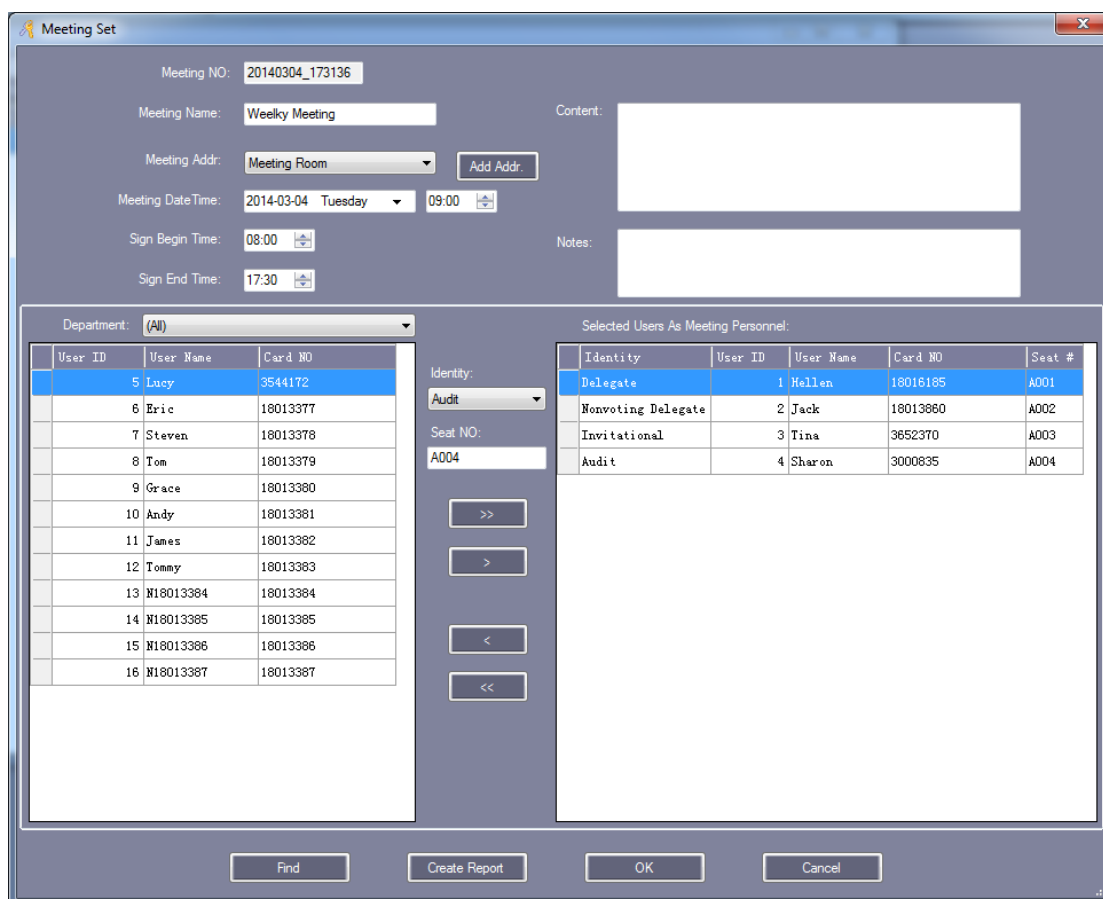 Meeting Set
Meeting NO: 20140304_173136
Meeting Name: Weelky Meeting
Content:
Meeting Addr: Meeting Room Add Addr.
Meeting DateTime: 2014-03-04 Tuesday 09:00
Sign Begin Time: 08:00
Notes:
Sign End Time: 17:30
Department: (All)
User ID User Name Card NO
5 Lucy 3544172
6 Eric 18013377
7 Steven 18013378
8 Tom 18013379
9 Grace 18013380
10 Andy 18013381
11 James 18013382
12 Tommy 18013383
13 N18013384 18013384
14 N18013385 18013385
15 N18013386 18013386
16 N18013387 18013387
Identity:
Audit
Seat NO:
A004
>>
>
<
<<
Selected Users As Meeting Personnel:
Identity User ID User Name Card NO Seat #
Delegate 1 Hellen 18016185 A001
Nonvoting Delegate 2 Jack 18013860 A002
Invitational 3 Tina 3652370 A003
Audit 4 Sharon 3000835 A004
Find Create Report OK Cancel